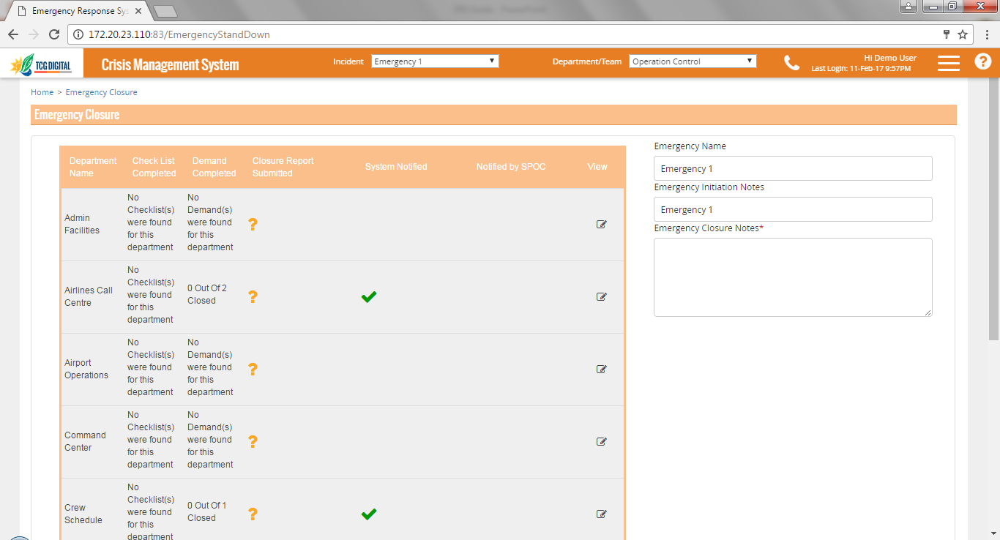 Emergency Response Sys
172.20.23.110:83/EmergencyStandDown
TCG DIGITAL
Crisis Management System
Incident
Emergency 1
Department/Team
Operation Control
Hi Demo User
Last Login: 11-Feb-17 9:57PM
?
Home > Emergency Closure
Emergency Closure
Department
Name
Check List
Completed
Demand
Completed
Closure Report
Submitted
System Notified
Notified by SPOC
View
Admin
Facilities
No
Checklist(s)
were found
for this
department
No
Demand(s)
were found
for this
department
?
Airlines Call
Centre
No
Checklist(s)
were found
for this
department
0 Out Of 2
Closed
?
Airport
Operations
No
Checklist(s)
were found
for this
department
No
Demand(s)
were found
for this
department
?
Command
Center
No
Checklist(s)
were found
for this
department
No
Demand(s)
were found
for this
department
?
Crew
Schedule
No
Checklist(s)
were found
for this
department
0 Out Of 1
Closed
?
Emergency Name
Emergency 1
Emergency Initiation Notes
Emergency 1
Emergency Closure Notes*